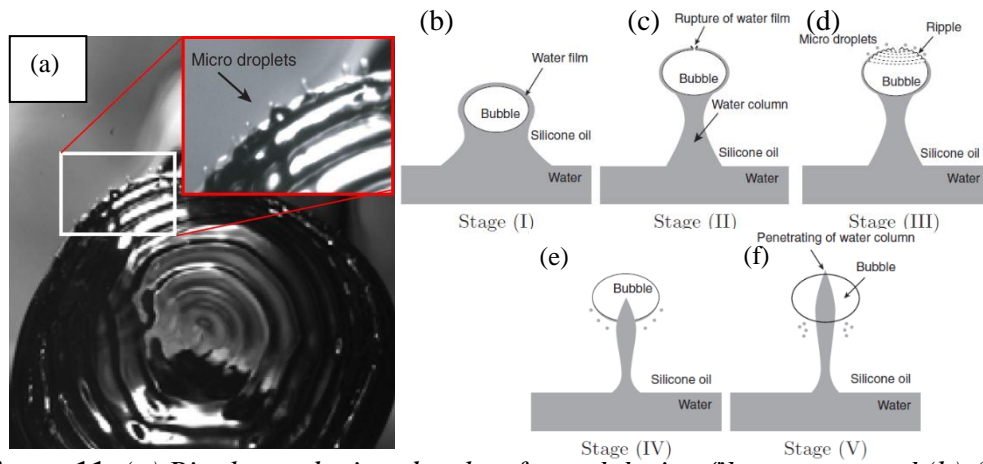 (a)
Micro droplets
(b)
Water film
Bubble
Silicone oil
Water
Stage (I)
(c)
Rupture of water film
Bubble
Water column
Silicone oil
Water
Stage (II)
(d)
Micro droplets
Ripple
Bubble
Silicone oil
Water
Stage (III)
(e)
Bubble
Silicone oil
Water
Stage (IV)
Penetrating of water column
(f)
Bubble
Silicone oil
Water
Stage (V)